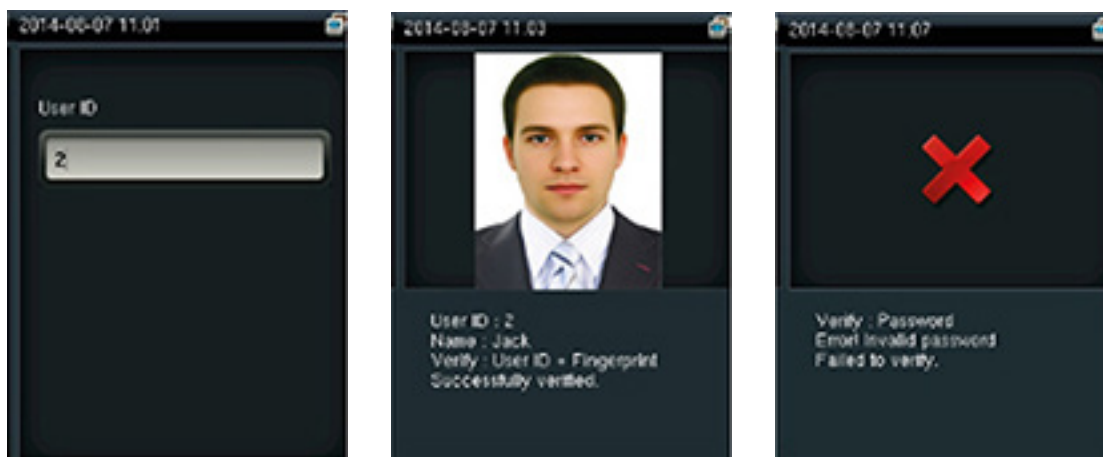 2014-08-07 11:01
User ID
2
2014-08-07 11:03
User ID : 2
Name : Jack
Verify : User ID + Fingerprint
Successfully verified.
2014-08-07 11:07
Verify : Password
Error! Invalid password
Failed to verify.